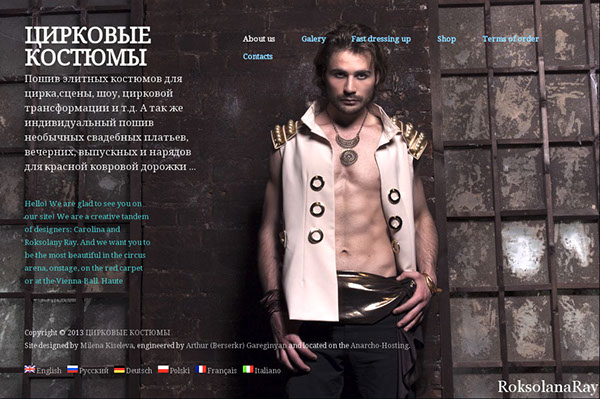 ЦИРКОВЫЕ
КОСТЮМЫ
About us Galery Fast dressing up Shop Terms of order
Contacts
Пошив элитных костюмов для
цирка,сцены, шоу, цирковой
трансформации и т.д. А так же
индивидуальный пошив
необычных свадебных платьев,
вечерних, выпускных и нарядов
для красной ковровой дорожки ...
Hello! We are glad to see you on
our site! We are a creative tandem
of designers: Carolina and
Roksolany Ray. And we want you to
be the most beautiful in the circus
arena, onstage, on the red carpet
or at the Vienna Ball. Haute
Copyright © 2013 ЦИРКОВЫЕ КОСТЮМЫ
Site designed by Milena Kiseleva, engineered by Arthur (Berserkr) Gareginyan and located on the Anarcho-Hosting.
English Русский Deutsch Polski Français Italiano
RoksolanaRay